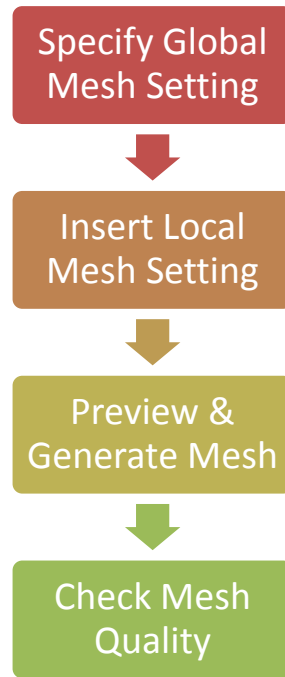 Specify Global
Mesh Setting
Insert Local
Mesh Setting
Preview &
Generate Mesh
Check Mesh
Quality